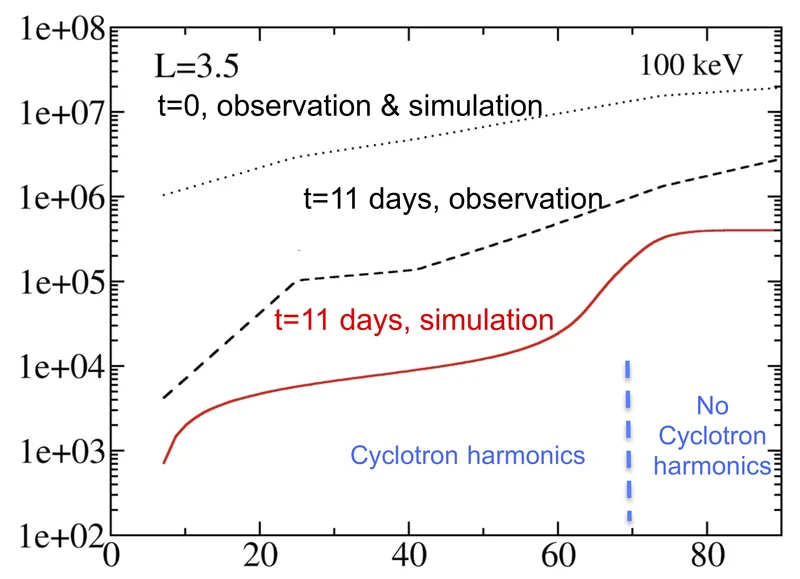 1e+08
L=3.5
100 keV
t=0, observation & simulation
1e+07
1e+06
t=11 days, observation
1e+05
t=11 days, simulation
1e+04
No
Cyclotron
harmonics
Cyclotron harmonics
1e+03
1e+02
0 20 40 60 80